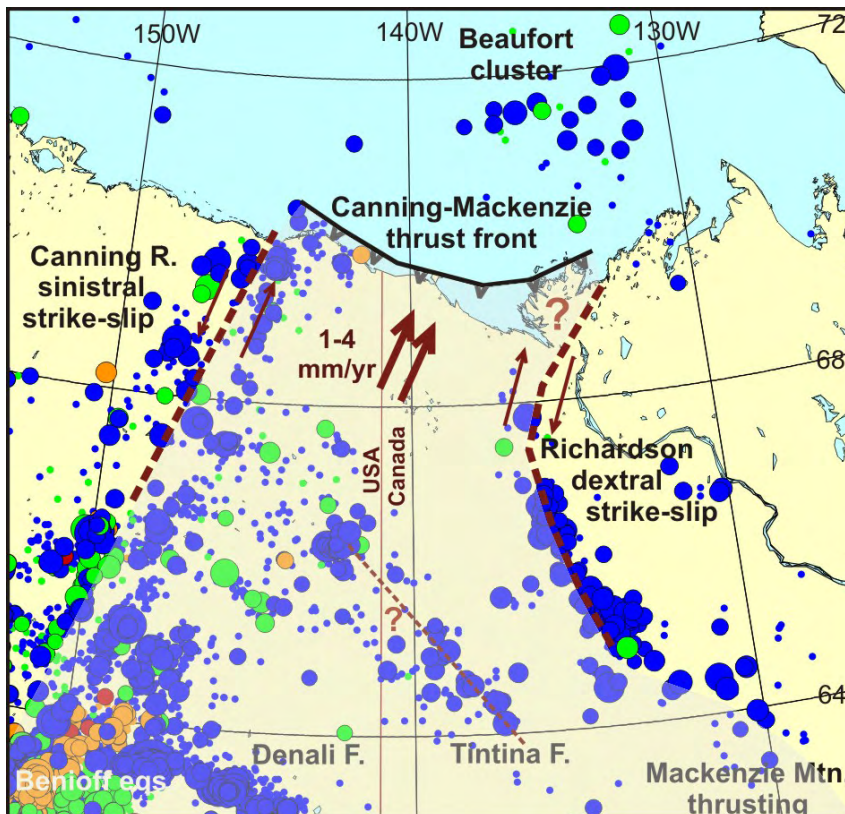 150W
140W
130W
72
Beaufort
cluster
Canning-Mackenzie
thrust front
Canning R.
sinistral
strike-slip
?
1-4
mm/yr
68
USA
Canada
Richardson
dextral
strike-slip
?
64
Denali F.
Tintina F.
Benioff eqs
Mackenzie Mtn.
thrusting